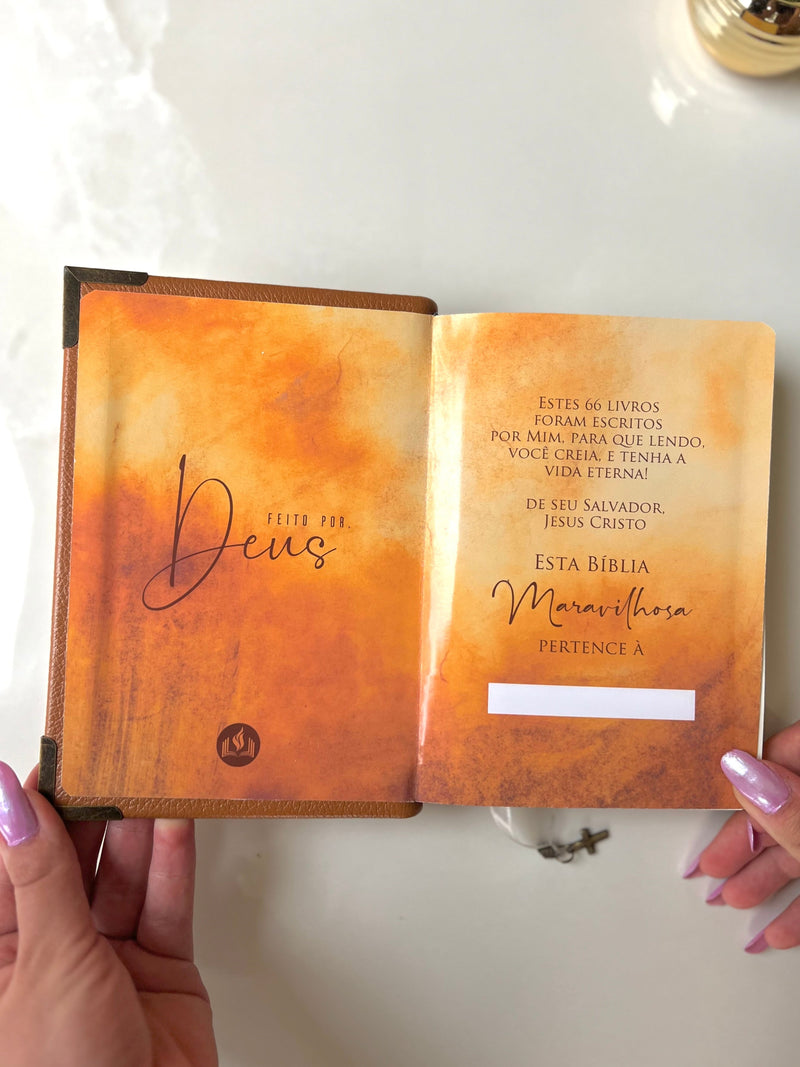 FEITO POR,
Deus
ESTES 66 LIVROS
FORAM ESCRITOS
POR MIM, PARA QUE LENDO,
VOCÊ CREIA, E TENHA A
VIDA ETERNA!
DE SEU SALVADOR,
JESUS CRISTO
ESTA BÍBLIA
Maravilhosa
PERTENCE À